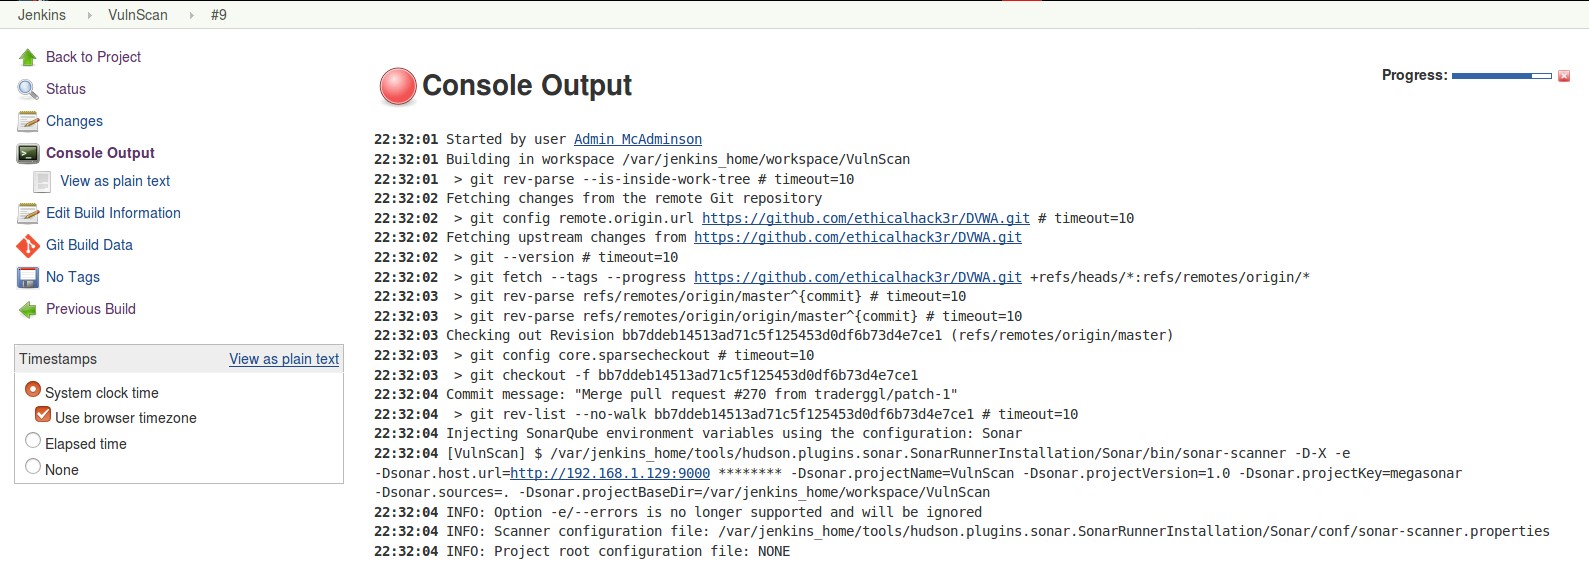 Jenkins VulnScan #9
Back to Project
Status
Changes
Console Output
View as plain text
Edit Build Information
Git Build Data
No Tags
Previous Build
Timestamps View as plain text
System clock time
Use browser timezone
Elapsed time
None
Console Output
Progress:
22:32:01 Started by user Admin McAdminson
22:32:01 Building in workspace /var/jenkins_home/workspace/VulnScan
22:32:01 > git rev-parse --is-inside-work-tree # timeout=10
22:32:02 Fetching changes from the remote Git repository
22:32:02 > git config remote.origin.url https://github.com/ethicalhack3r/DVWA.git # timeout=10
22:32:02 Fetching upstream changes from https://github.com/ethicalhack3r/DVWA.git
22:32:02 > git --version # timeout=10
22:32:02 > git fetch --tags --progress https://github.com/ethicalhack3r/DVWA.git +refs/heads/*:refs/remotes/origin/*
22:32:03 > git rev-parse refs/remotes/origin/master^{commit} # timeout=10
22:32:03 > git rev-parse refs/remotes/origin/origin/master^{commit} # timeout=10
22:32:03 Checking out Revision bb7ddeb14513ad71c5f125453d0df6b73d4e7ce1 (refs/remotes/origin/master)
22:32:03 > git config core.sparsecheckout # timeout=10
22:32:03 > git checkout -f bb7ddeb14513ad71c5f125453d0df6b73d4e7ce1
22:32:04 Commit message: "Merge pull request #270 from traderggl/patch-1"
22:32:04 > git rev-list --no-walk bb7ddeb14513ad71c5f125453d0df6b73d4e7ce1 # timeout=10
22:32:04 Injecting SonarQube environment variables using the configuration: Sonar
22:32:04 [VulnScan] $ /var/jenkins_home/tools/hudson.plugins.sonar.SonarRunnerInstallation/Sonar/bin/sonar-scanner -D-X -e
-Dsonar.host.url=http://192.168.1.129:9000 ******** -Dsonar.projectName=VulnScan -Dsonar.projectVersion=1.0 -Dsonar.projectKey=megasonar
-Dsonar.sources=. -Dsonar.projectBaseDir=/var/jenkins_home/workspace/VulnScan
22:32:04 INFO: Option -e/--errors is no longer supported and will be ignored
22:32:04 INFO: Scanner configuration file: /var/jenkins_home/tools/hudson.plugins.sonar.SonarRunnerInstallation/Sonar/conf/sonar-scanner.properties
22:32:04 INFO: Project root configuration file: NONE